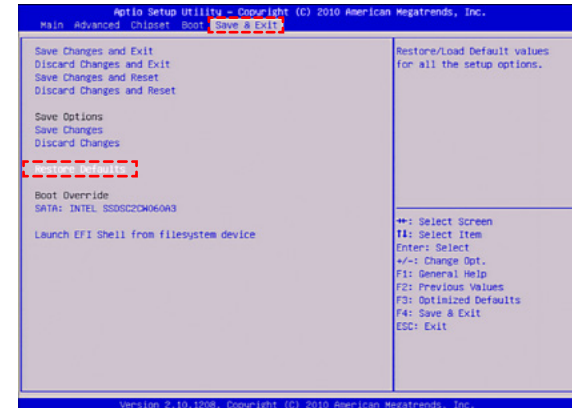 Aptio Setup Utility – Copyright (C) 2010 American Megatrends, Inc.
Main Advanced Chipset Boot Save & Exit
Save Changes and Exit
Discard Changes and Exit
Save Changes and Reset
Discard Changes and Reset
Save Options
Save Changes
Discard Changes
Restore Defaults
Boot Override
SATA: INTEL SSDSC2CW060A3
Launch EFI Shell from filesystem device
Restore/Load Default values
for all the setup options.
↔: Select Screen
↑↓: Select Item
Enter: Select
+/-: Change Opt.
F1: General Help
F2: Previous Values
F3: Optimized Defaults
F4: Save & Exit
ESC: Exit
Version 2.10.1208. Copyright (C) 2010 American Megatrends, Inc.